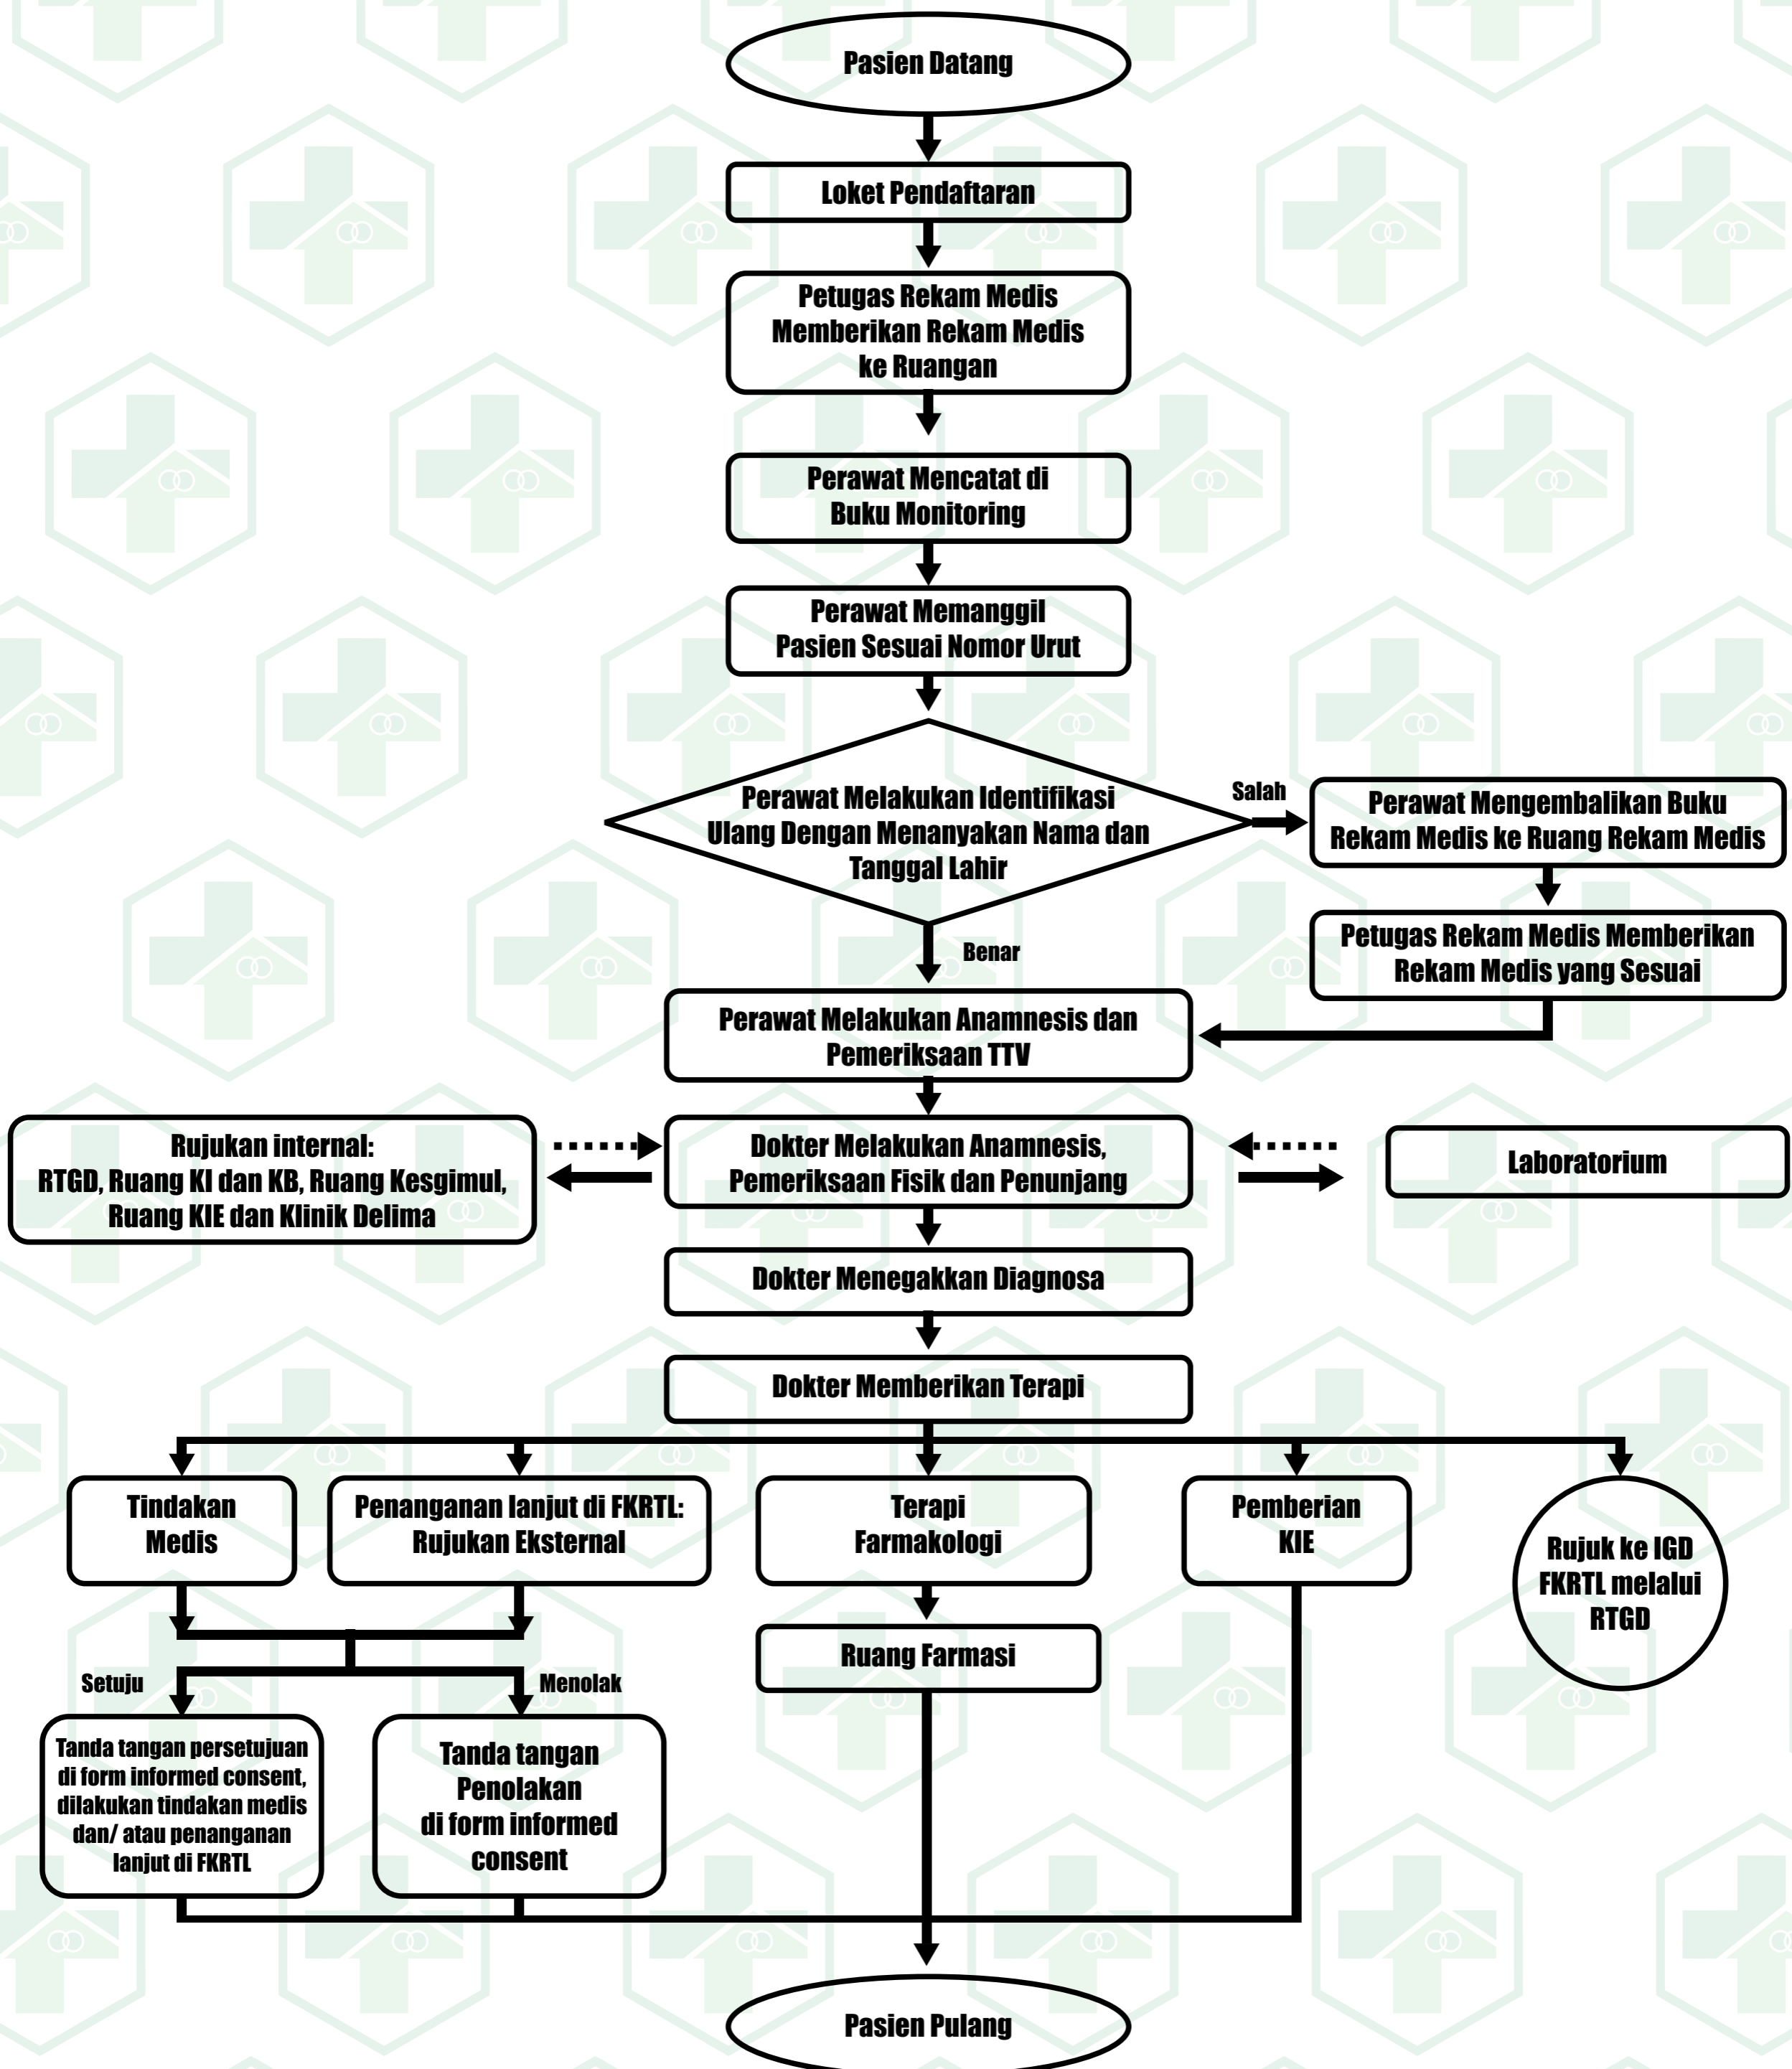 Pasien Datang
Loket Pendaftaran
Petugas Rekam Medis
Memberikan Rekam Medis
ke Ruangan
Perawat Mencatat di
Buku Monitoring
Perawat Memanggil
Pasien Sesuai Nomor Urut
Perawat Melakukan Identifikasi
Ulang Dengan Menanyakan Nama dan
Tanggal Lahir
Salah
Perawat Mengembalikan Buku
Rekam Medis ke Ruang Rekam Medis
Petugas Rekam Medis Memberikan
Rekam Medis yang Sesuai
Benar
Perawat Melakukan Anamnesis dan
Pemeriksaan TTV
Rujukan internal:
RTGD, Ruang KI dan KB, Ruang Kesgimul,
Ruang KIE dan Klinik Delima
Dokter Melakukan Anamnesis,
Pemeriksaan Fisik dan Penunjang
Laboratorium
Dokter Menegakkan Diagnosa
Dokter Memberikan Terapi
Tindakan
Medis
Penanganan lanjut di FKRTL:
Rujukan Eksternal
Terapi
Farmakologi
Pemberian
KIE
Rujuk ke IGD
FKRTL melalui
RTGD
Ruang Farmasi
Setuju
Menolak
Tanda tangan persetujuan
di form informed consent,
dilakukan tindakan medis
dan/ atau penanganan
lanjut di FKRTL
Tanda tangan
Penolakan
di form informed
consent
Pasien Pulang